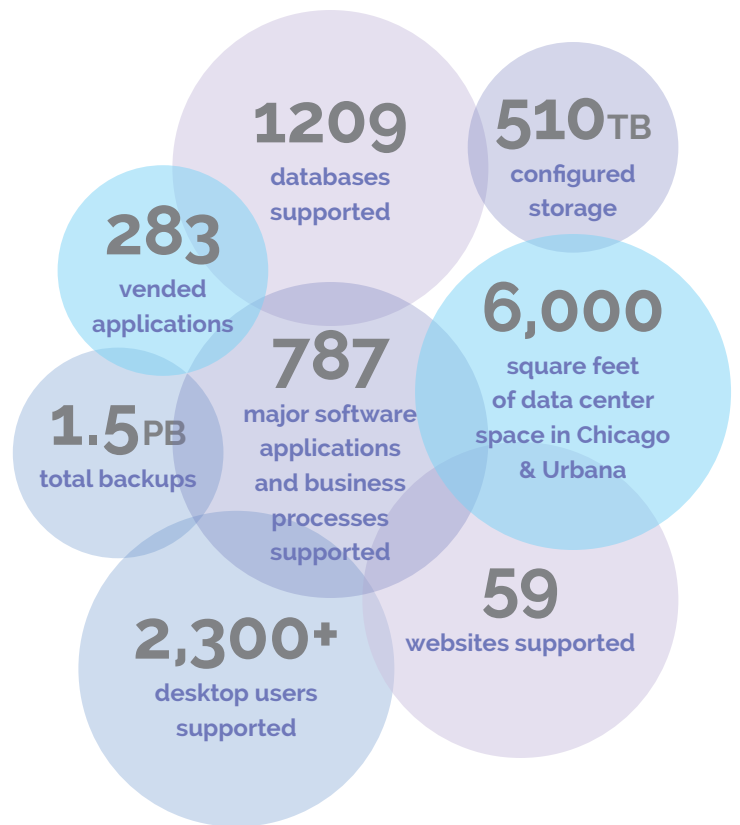 1209
databases
supported
510TB
configured
storage
283
vended
applications
6,000
square feet
of data center
space in Chicago
& Urbana
787
major software
applications
and business
processes
supported
1.5PB
total backups
59
websites supported
2,300+
desktop users
supported